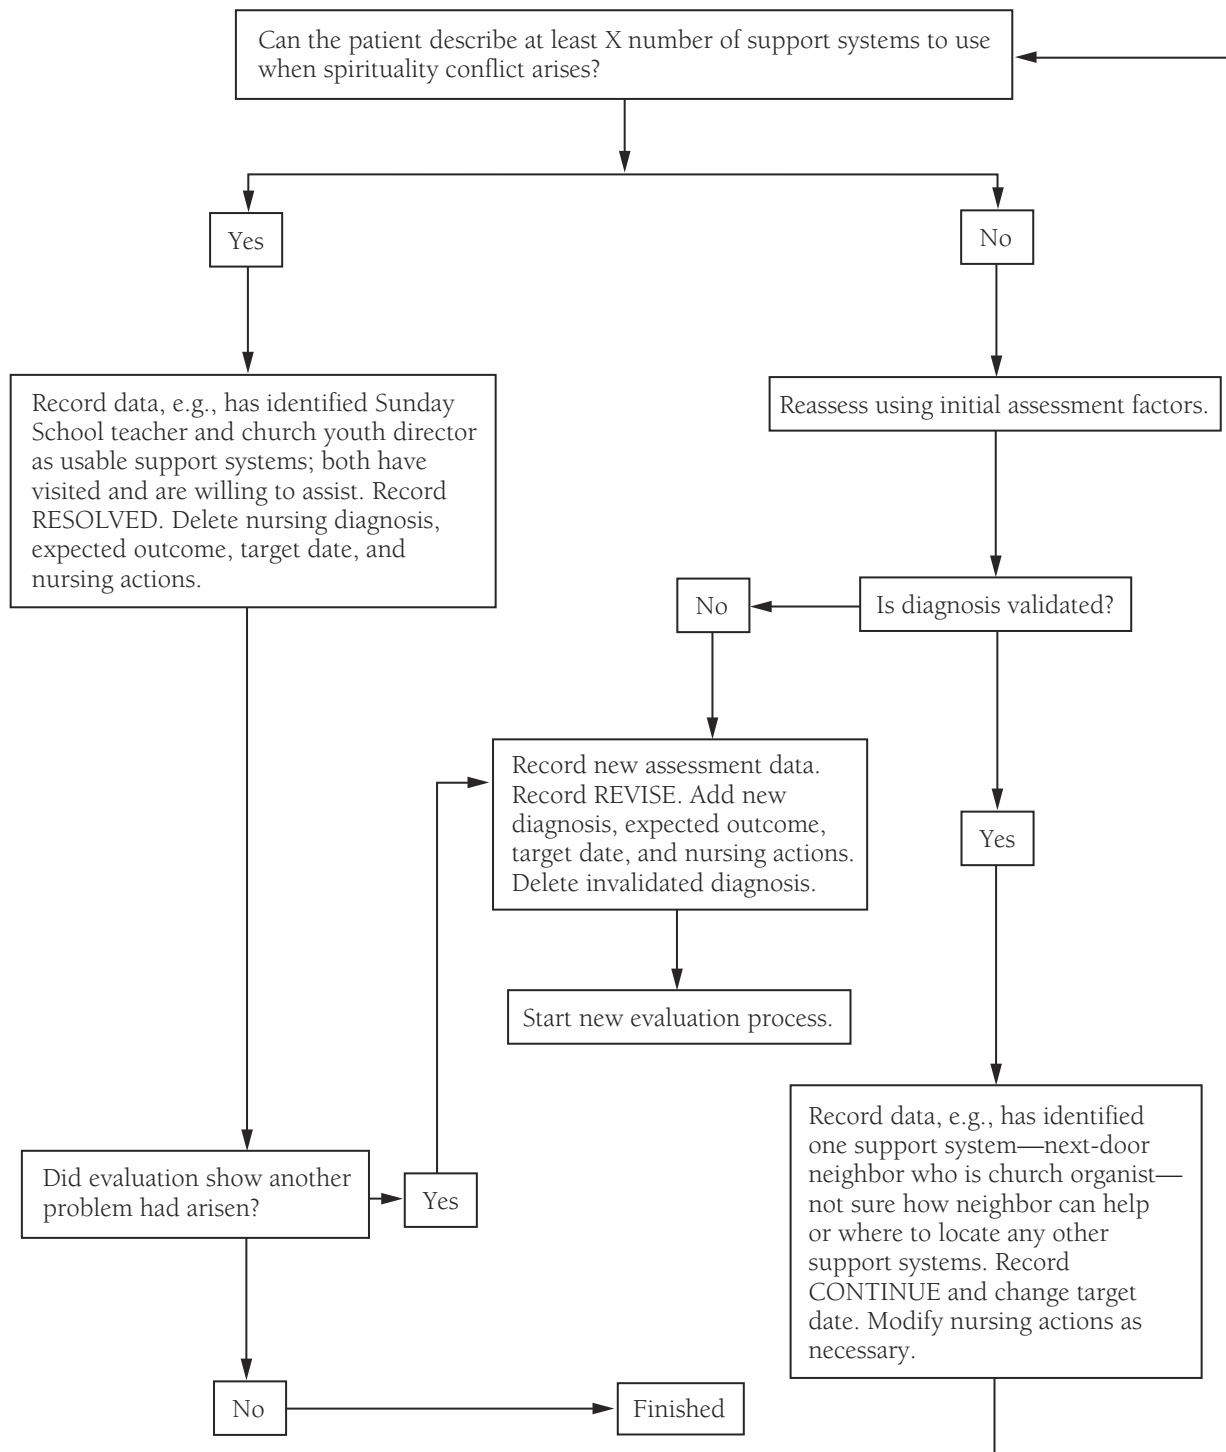 Can the patient describe at least X number of support systems to use
when spirituality conflict arises?
Yes
No
Record data, e.g., has identified Sunday
School teacher and church youth director
as usable support systems; both have
visited and are willing to assist. Record
RESOLVED. Delete nursing diagnosis,
expected outcome, target date, and
nursing actions.
Reassess using initial assessment factors.
No
Is diagnosis validated?
Record new assessment data.
Record REVISE. Add new
diagnosis, expected outcome,
target date, and nursing actions.
Delete invalidated diagnosis.
Yes
Start new evaluation process.
Record data, e.g., has identified
one support system—next-door
neighbor who is church organist—
not sure how neighbor can help
or where to locate any other
support systems. Record
CONTINUE and change target
date. Modify nursing actions as
necessary.
Did evaluation show another
problem had arisen?
Yes
No
Finished